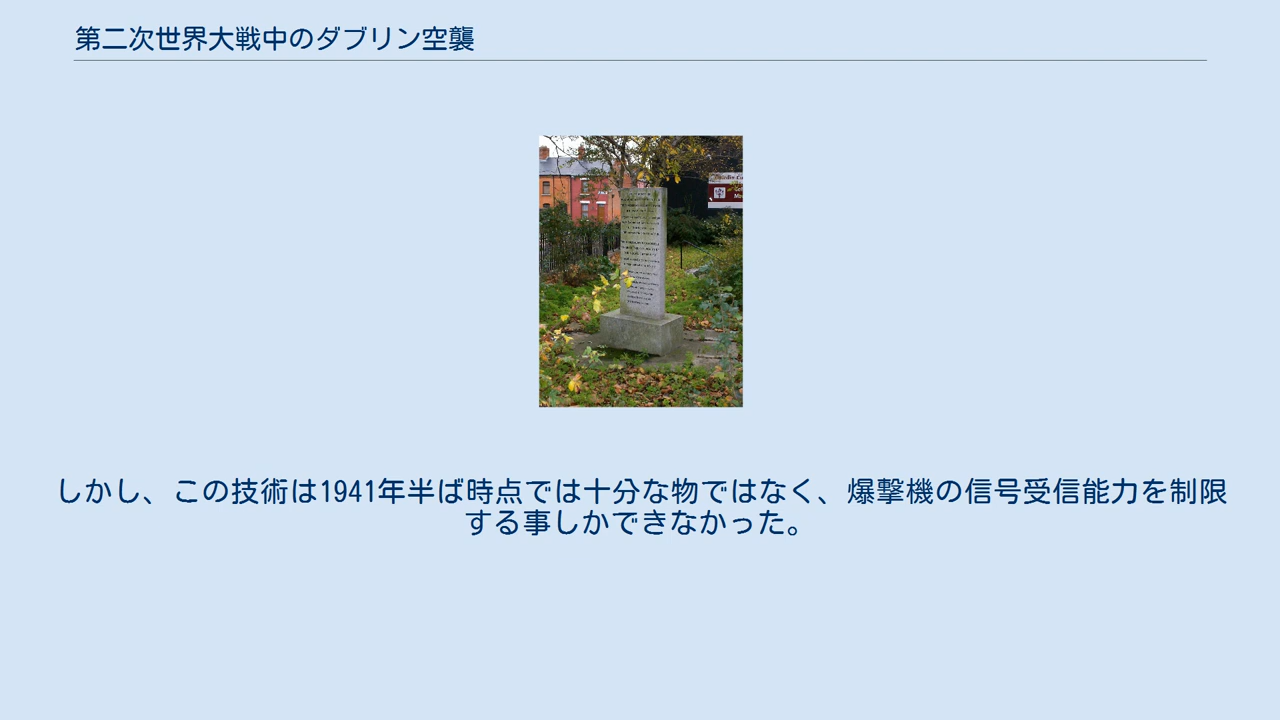 第二次世界大戦中のダブリン空襲
しかし、この技術は1941年半ば時点では十分な物ではなく、爆撃機の信号受信能力を制限
する事しかできなかった。